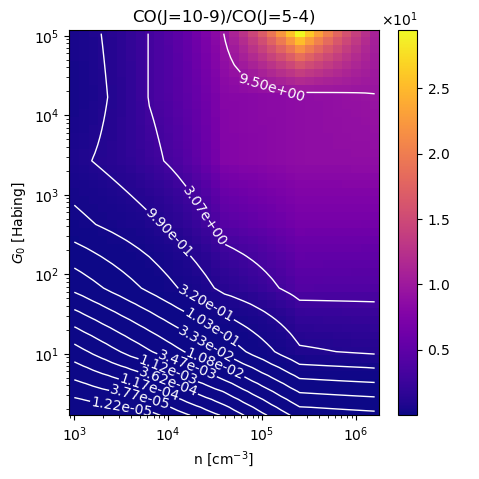 CO(J=10-9)/CO(J=5-4)
×10¹
10⁵
10⁴
10³
10²
10¹
G₀ [Habing]
9.50e+00
3.07e+00
9.90e-01
3.20e-01
1.03e-01
3.33e-02
1.08e-02
3.47e-03
1.12e-03
3.62e-04
1.17e-04
3.77e-05
1.22e-05
2.5
2.0
1.5
1.0
0.5
10³
10⁴
10⁵
10⁶
n [cm⁻³]